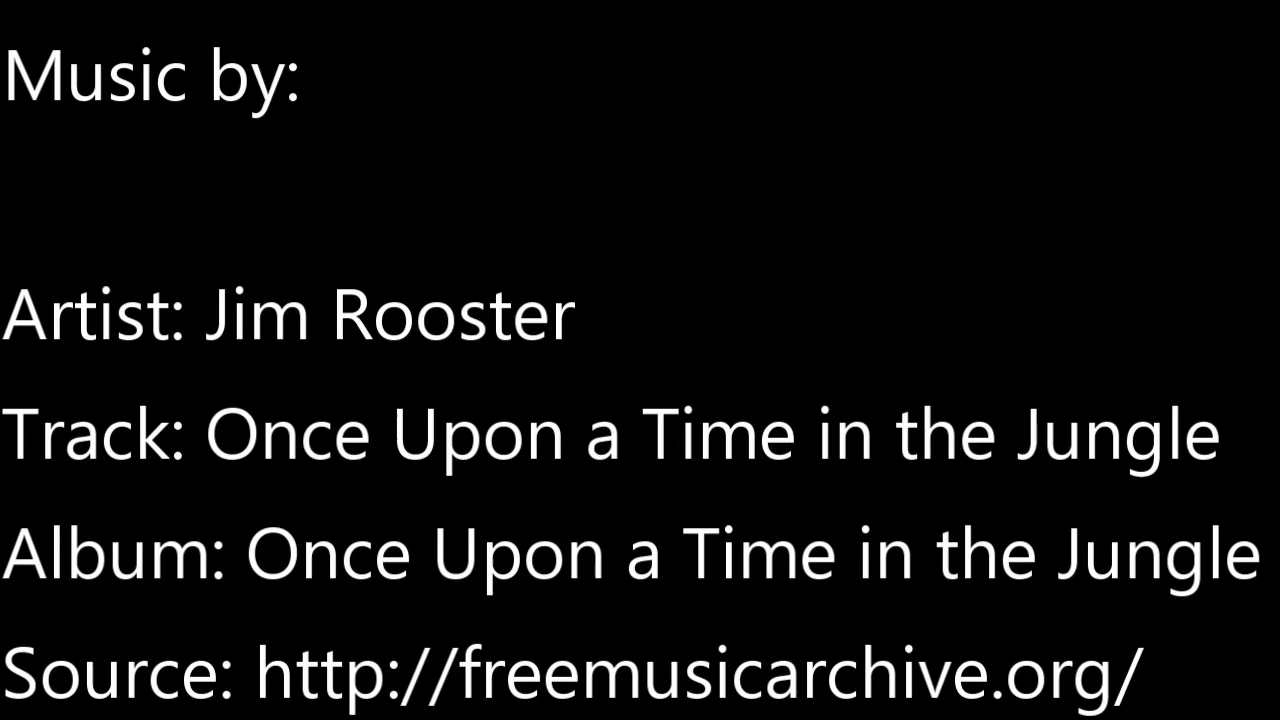 Music by:
Artist: Jim Rooster
Track: Once Upon a Time in the Jungle
Album: Once Upon a Time in the Jungle
Source: http://freemusicarchive.org/